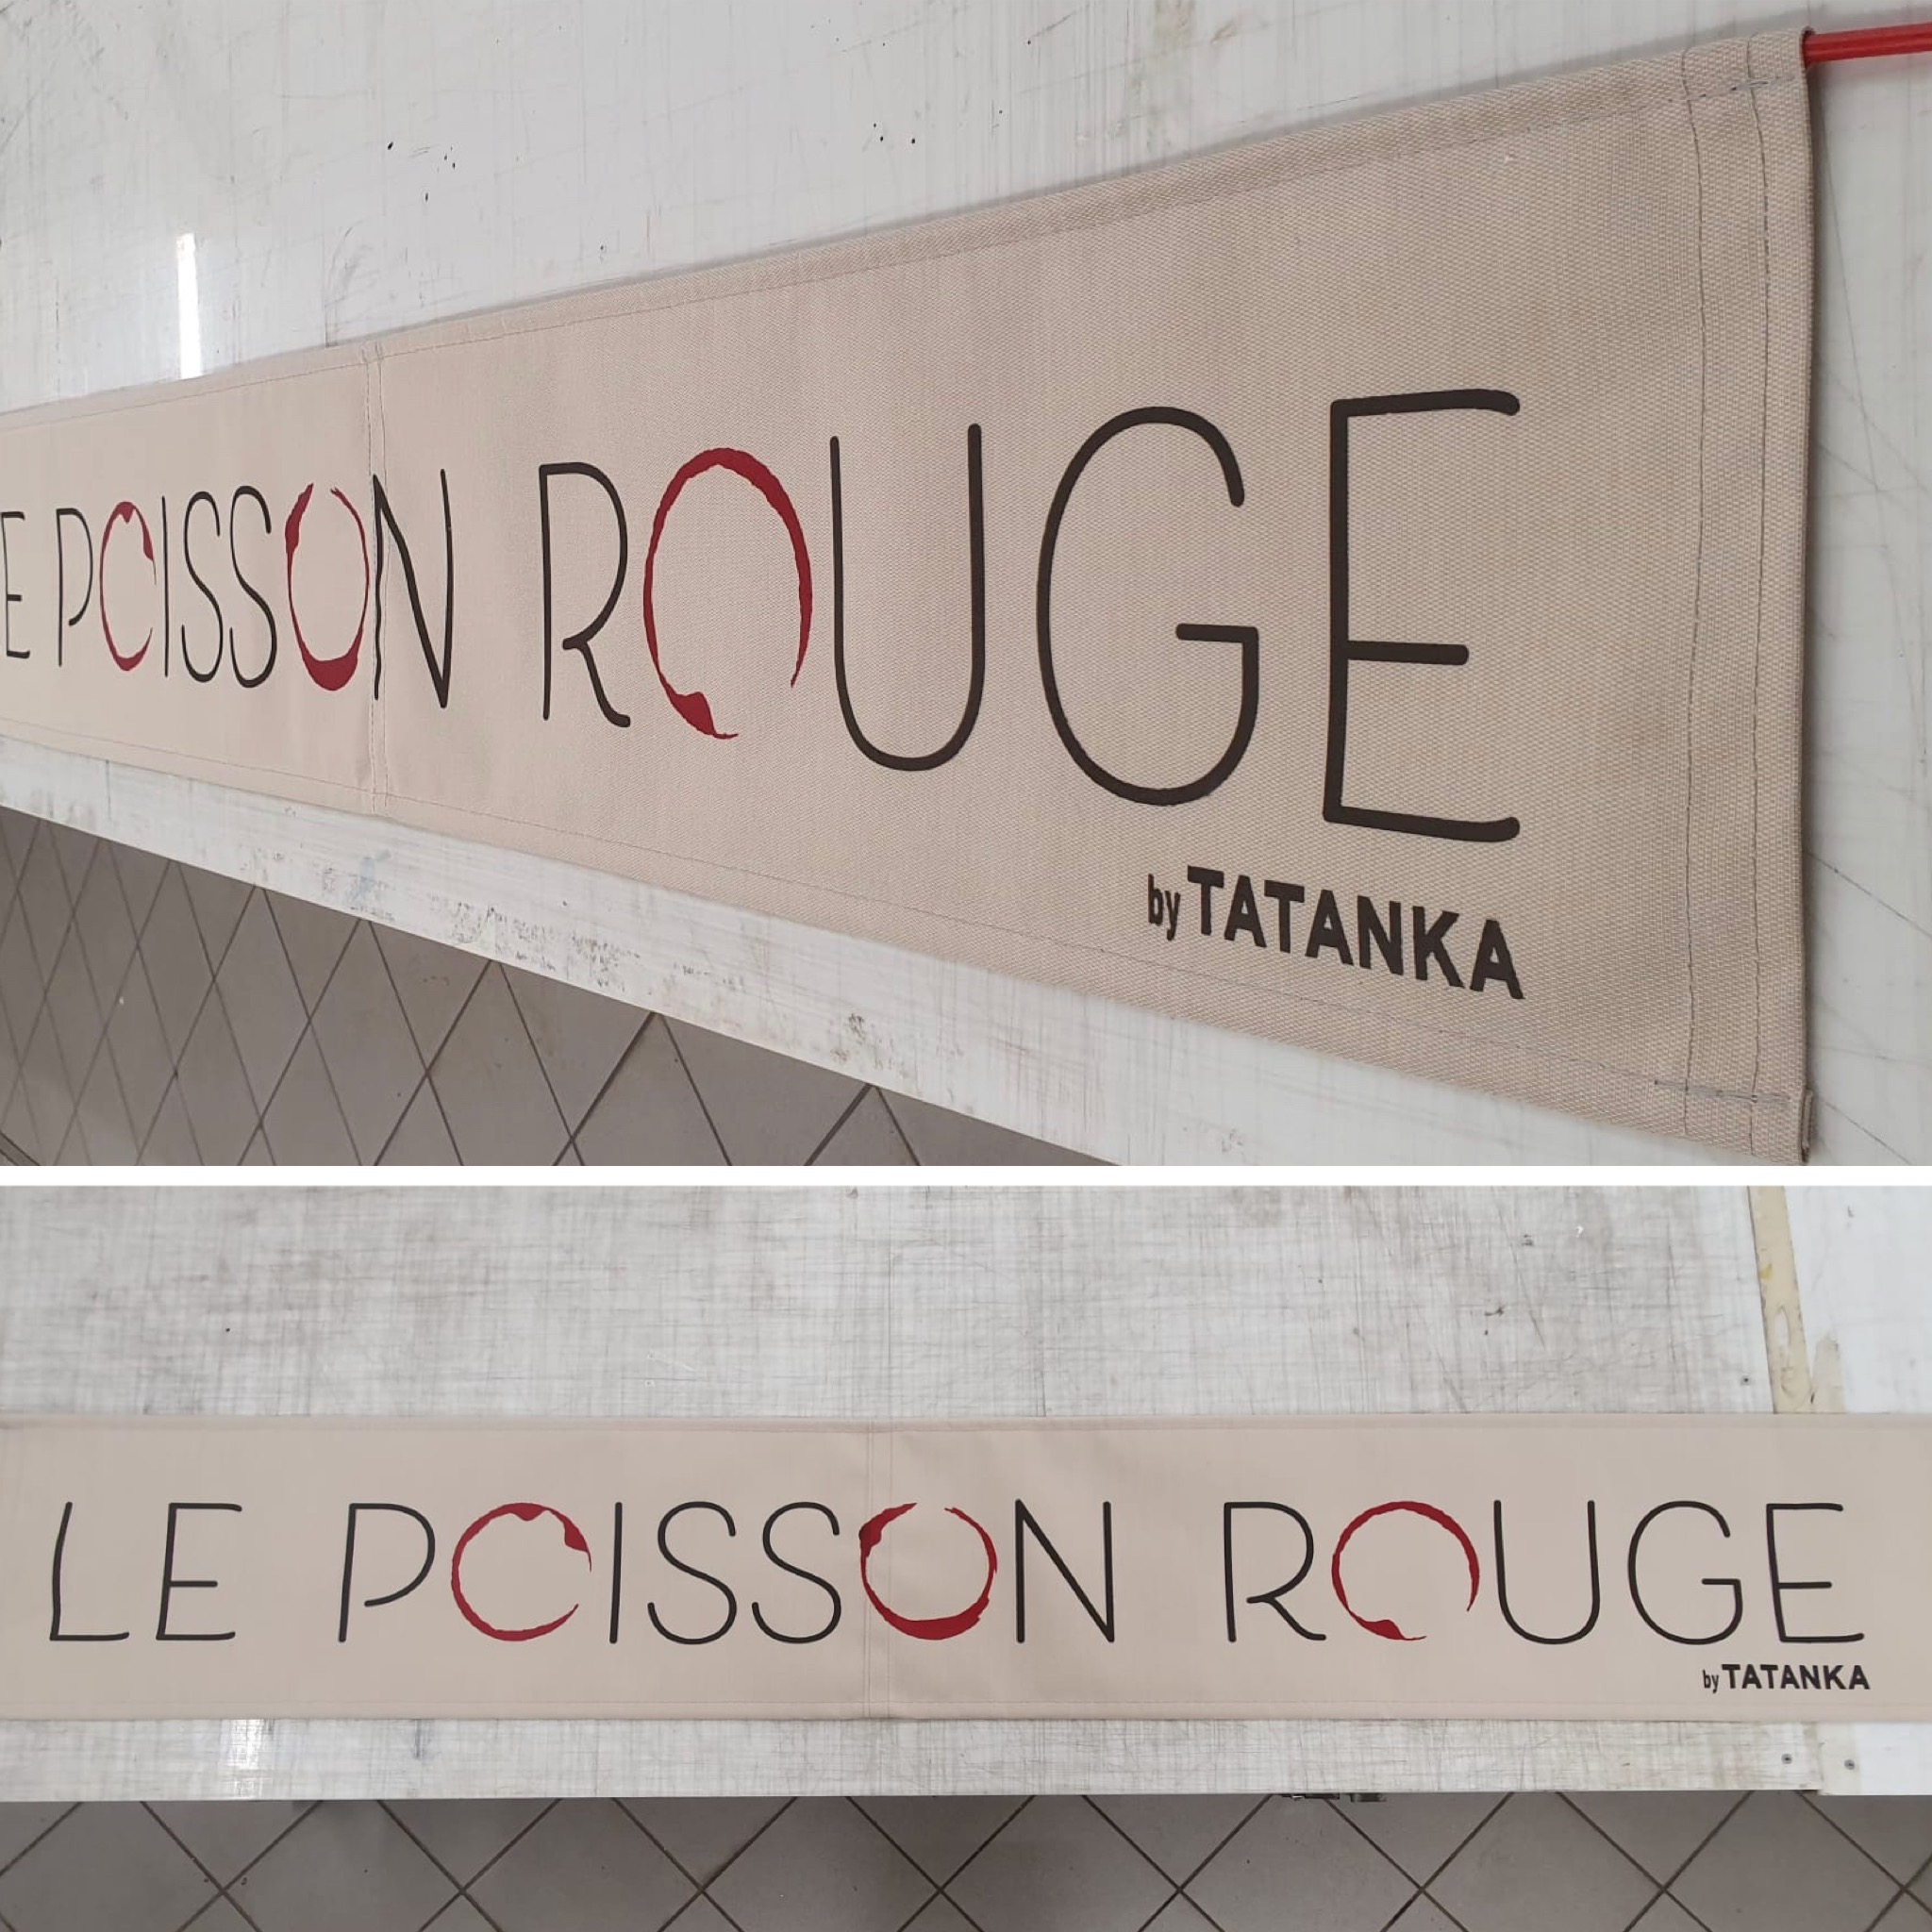 E POISSON ROUGE
by TATANKA
LE POISSON ROUGE
by TATANKA